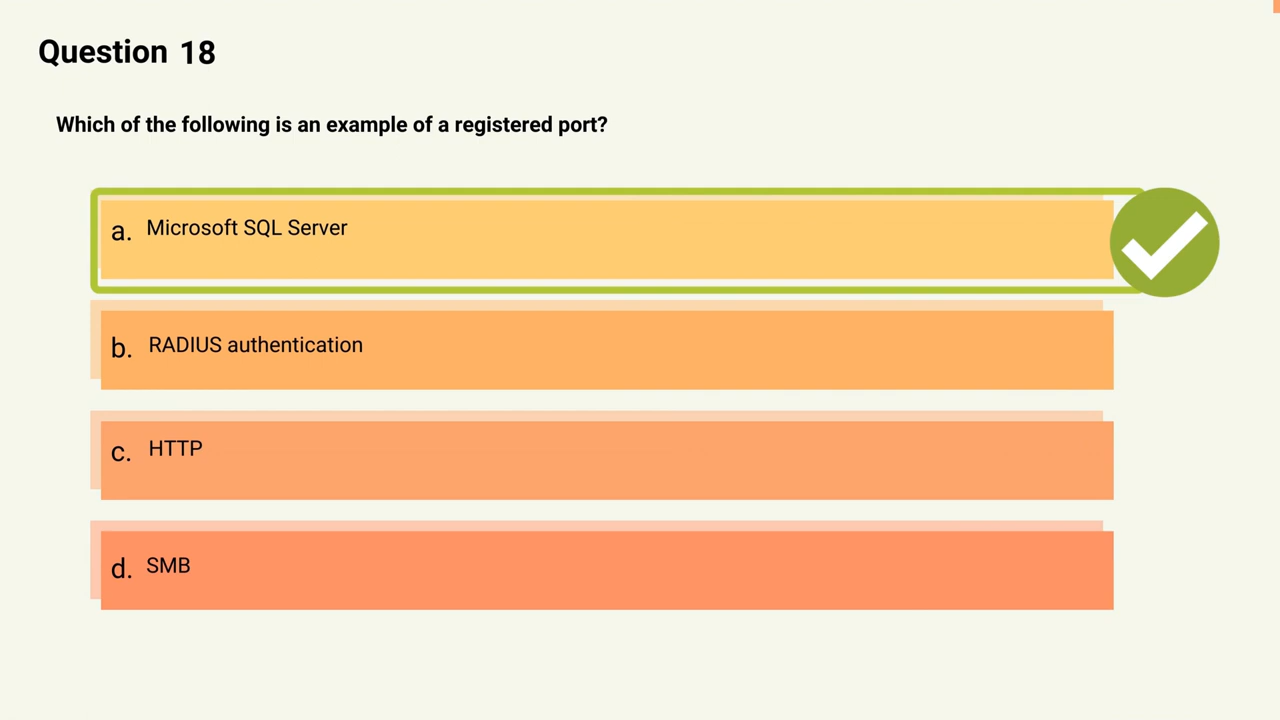 Question 18
Which of the following is an example of a registered port?
a. Microsoft SQL Server
b. RADIUS authentication
c. HTTP
d. SMB